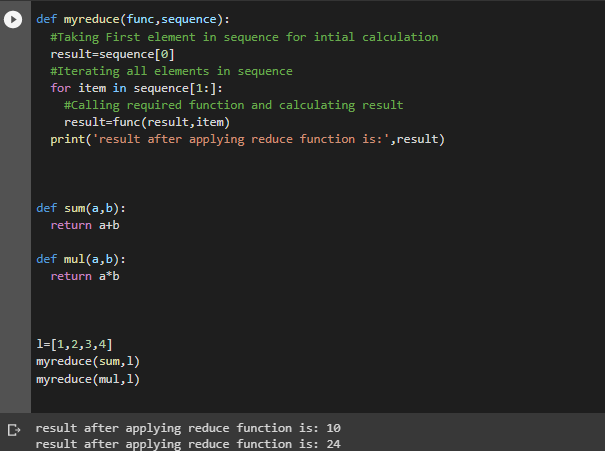 def myreduce(func,sequence):
  #Taking First element in sequence for intial calculation
  result=sequence[0]
  #Iterating all elements in sequence
  for item in sequence[1:]:
    #Calling required function and calculating result
    result=func(result,item)
  print('result after applying reduce function is:',result)
def sum(a,b):
  return a+b
def mul(a,b):
  return a*b
l=[1,2,3,4]
myreduce(sum,l)
myreduce(mul,l)
result after applying reduce function is: 10
result after applying reduce function is: 24